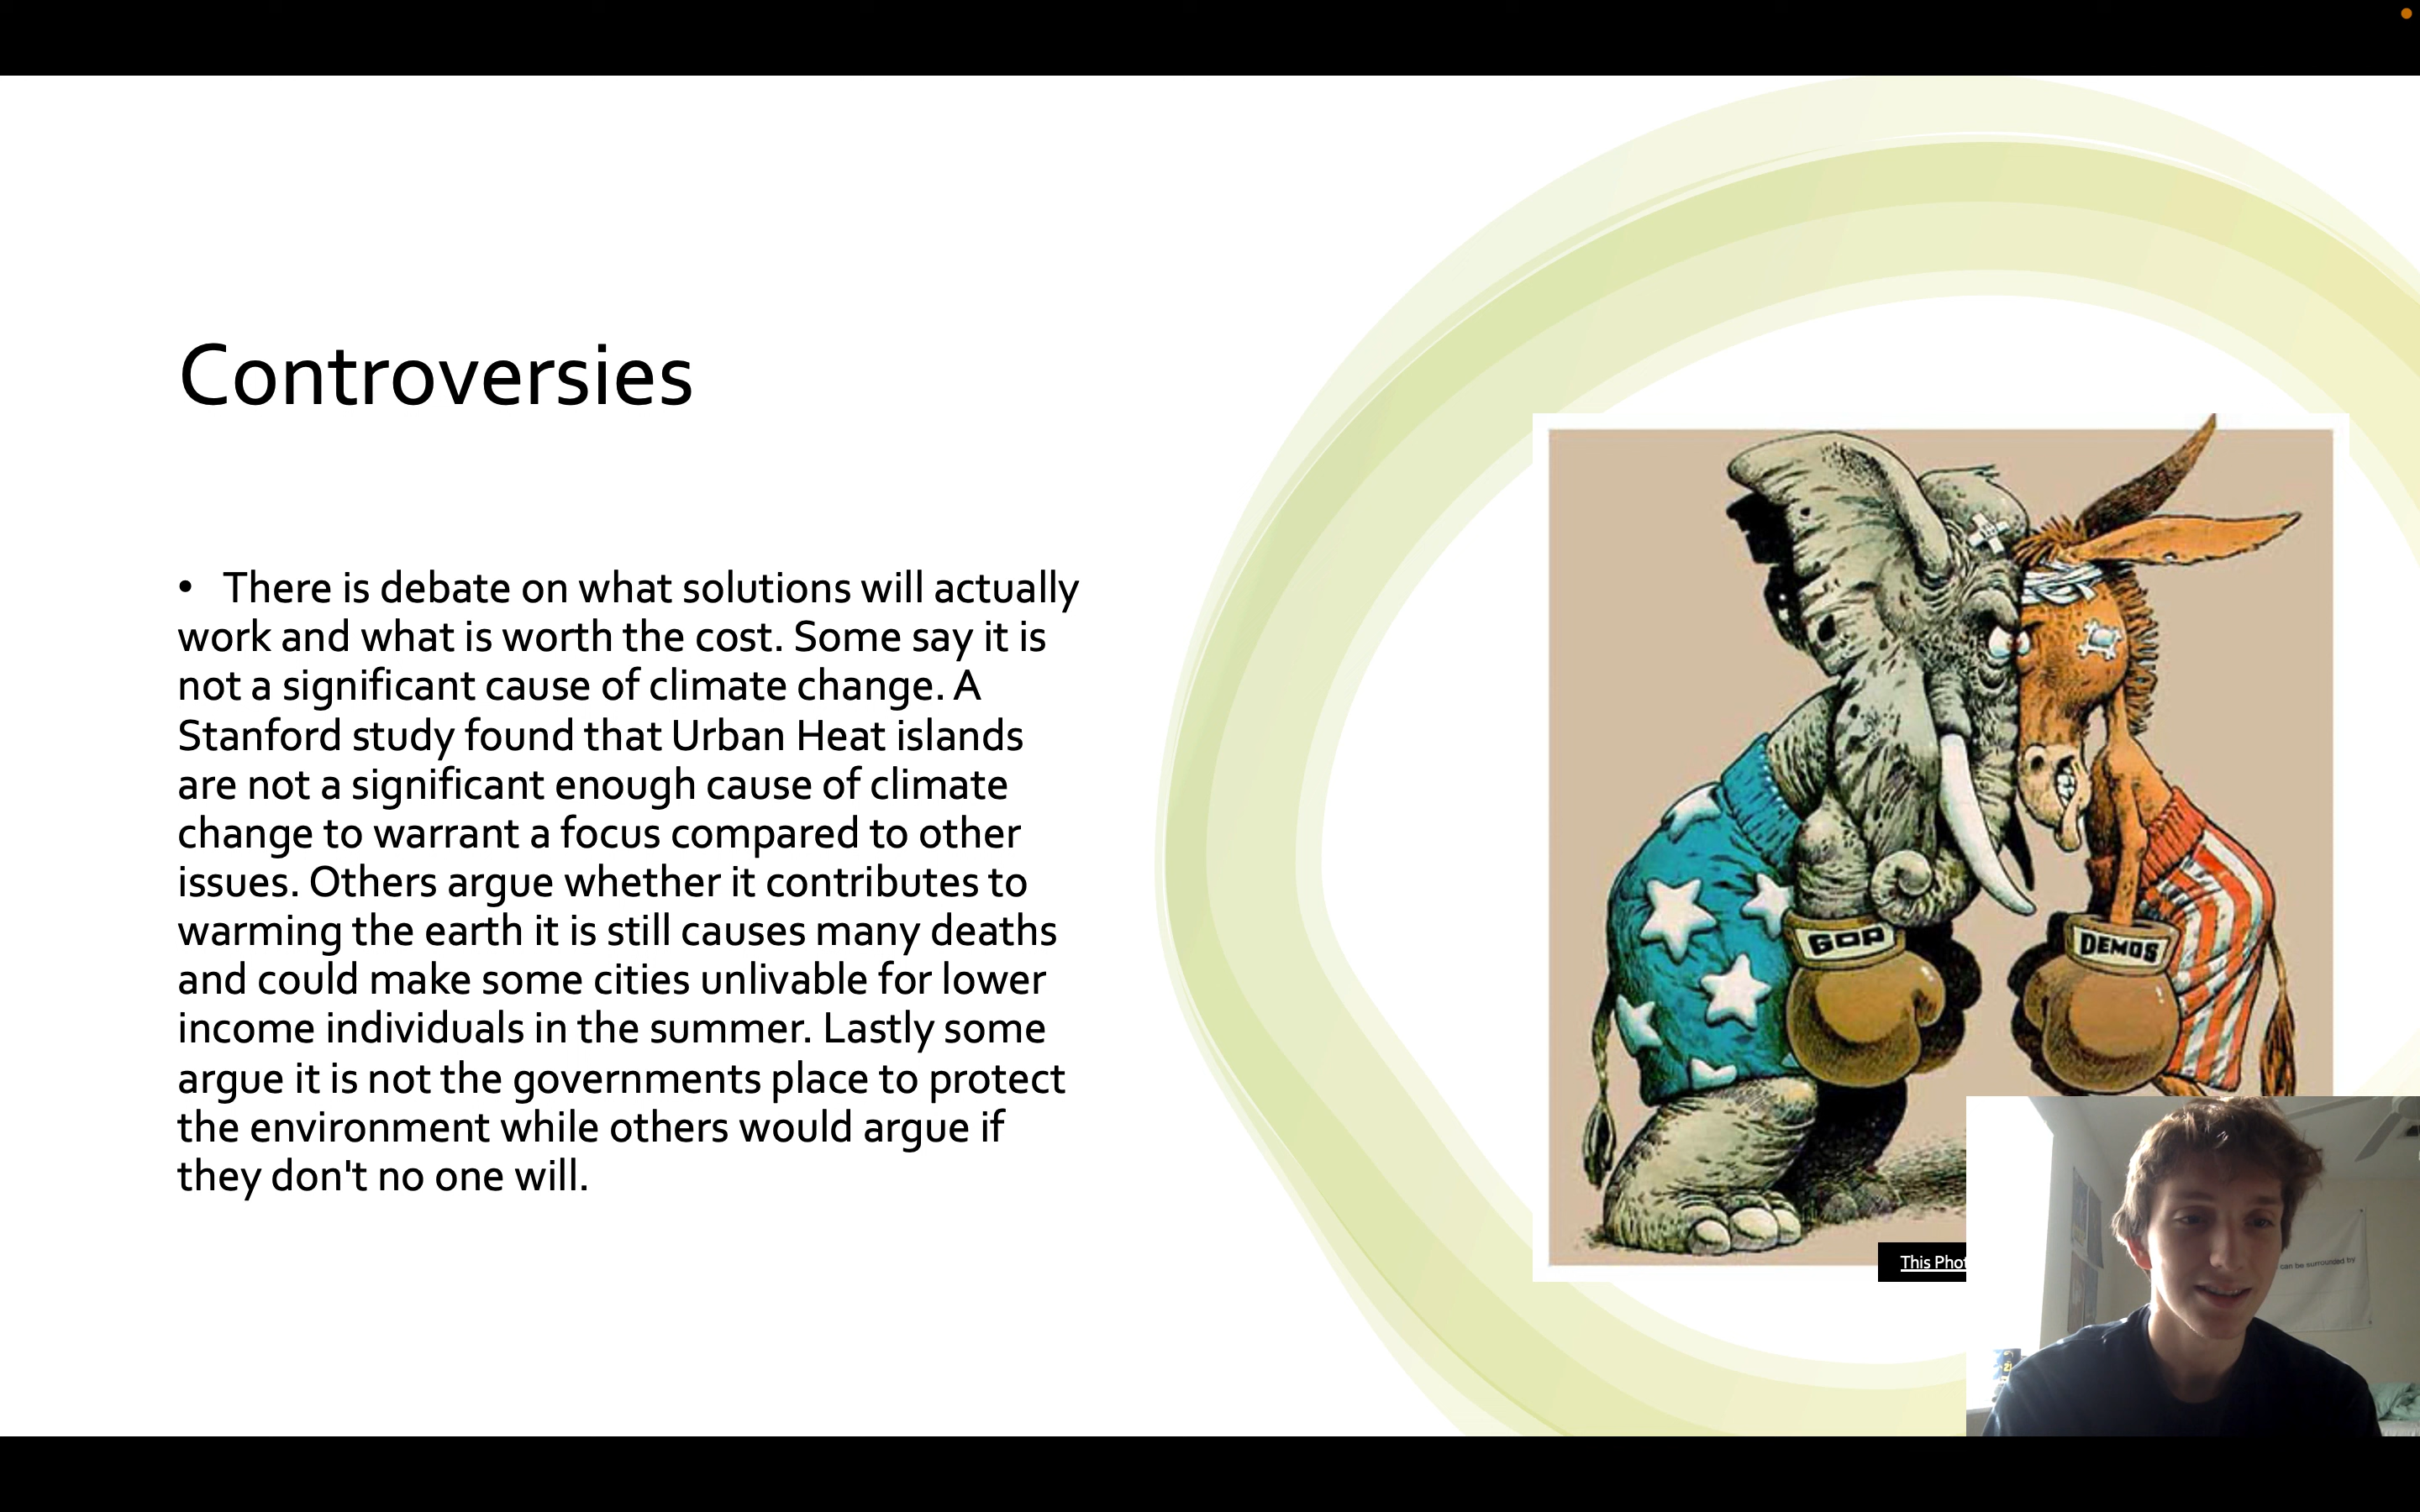 Controversies
• There is debate on what solutions will actually
work and what is worth the cost. Some say it is
not a significant cause of climate change. A
Stanford study found that Urban Heat islands
are not a significant enough cause of climate
change to warrant a focus compared to other
issues. Others argue whether it contributes to
warming the earth it is still causes many deaths
and could make some cities unlivable for lower
income individuals in the summer. Lastly some
argue it is not the governments place to protect
the environment while others would argue if
they don't no one will.
GOP
DEMOS
This
can be surrounded by